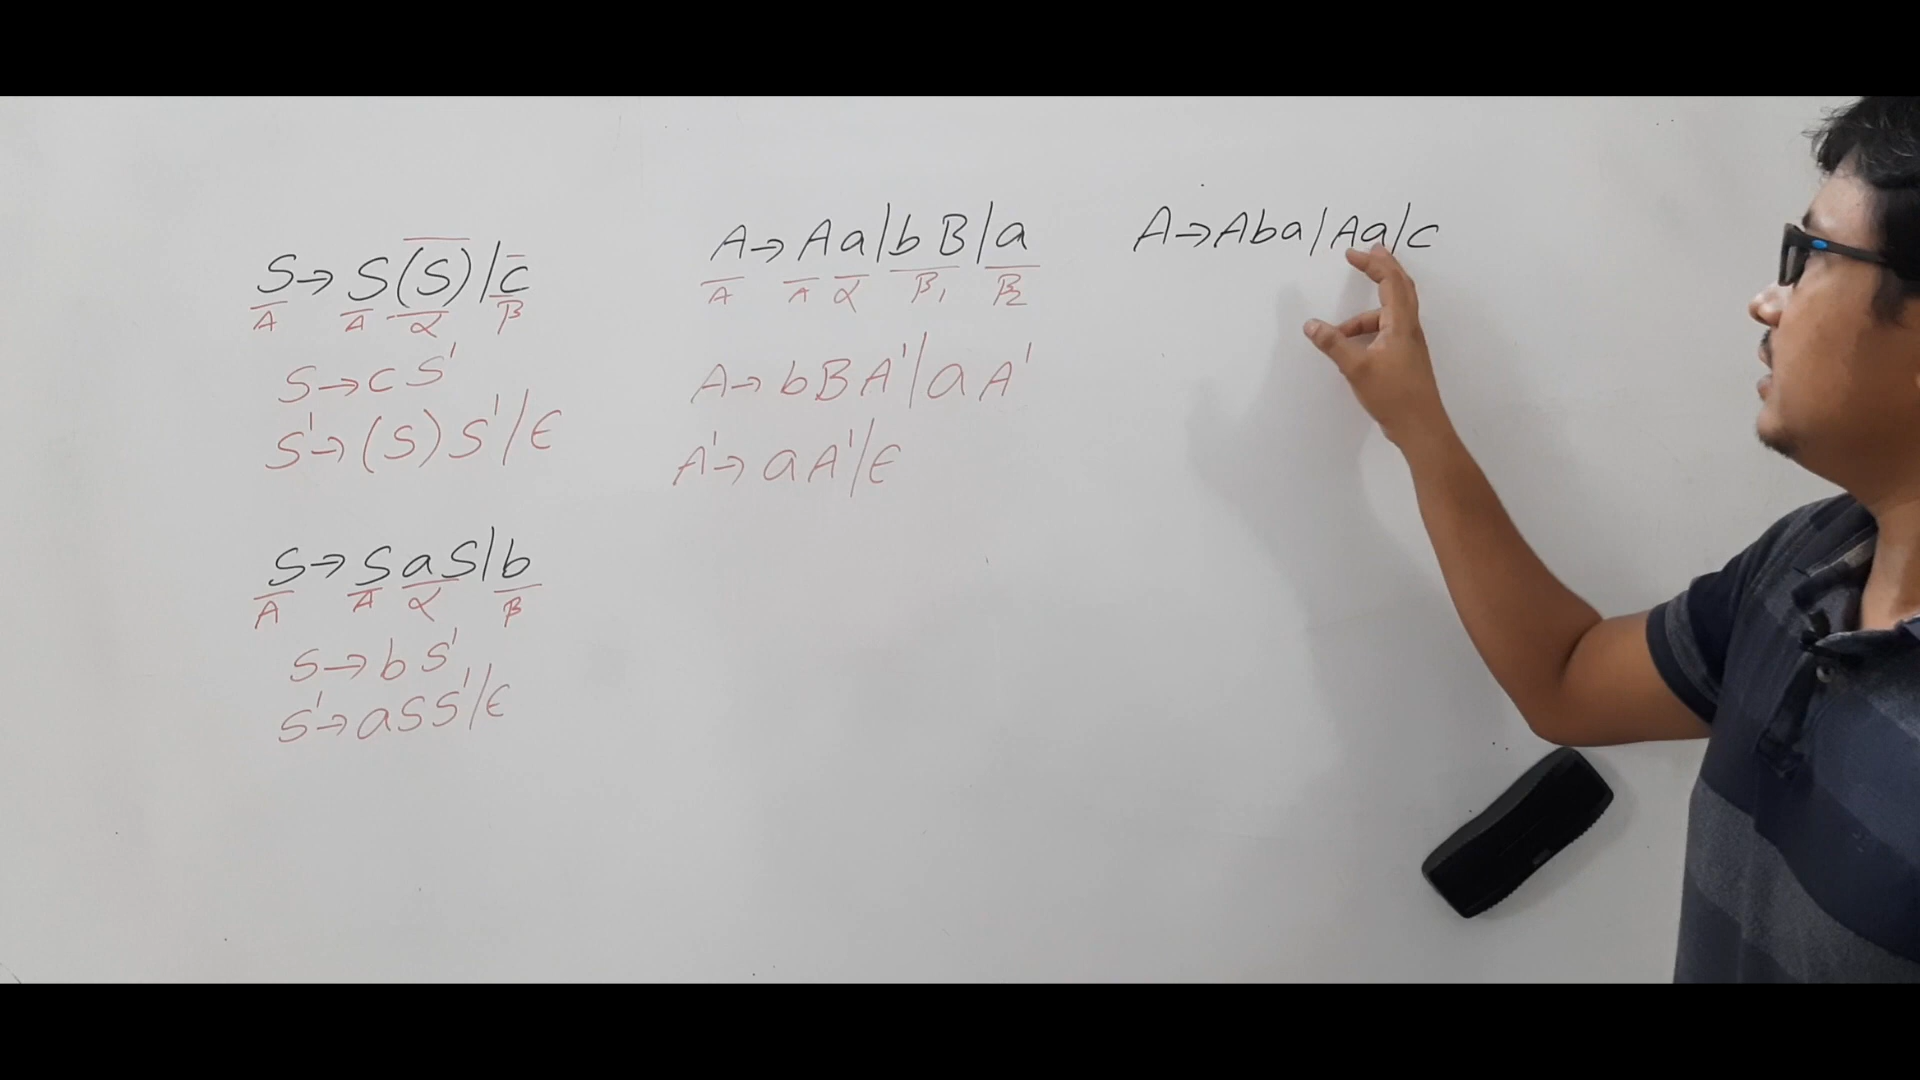 S→S(S)|c
A A α β
S→cS'
S'→(S)S'|ϵ
S→SaS|b
A A α β
S→bS'
S'→aSS'|ϵ
A→Aa|bB|a
A A α β₁ β₂
A→bBA'|aA'
A'→aA'|ϵ
A→Aba|Aa|c